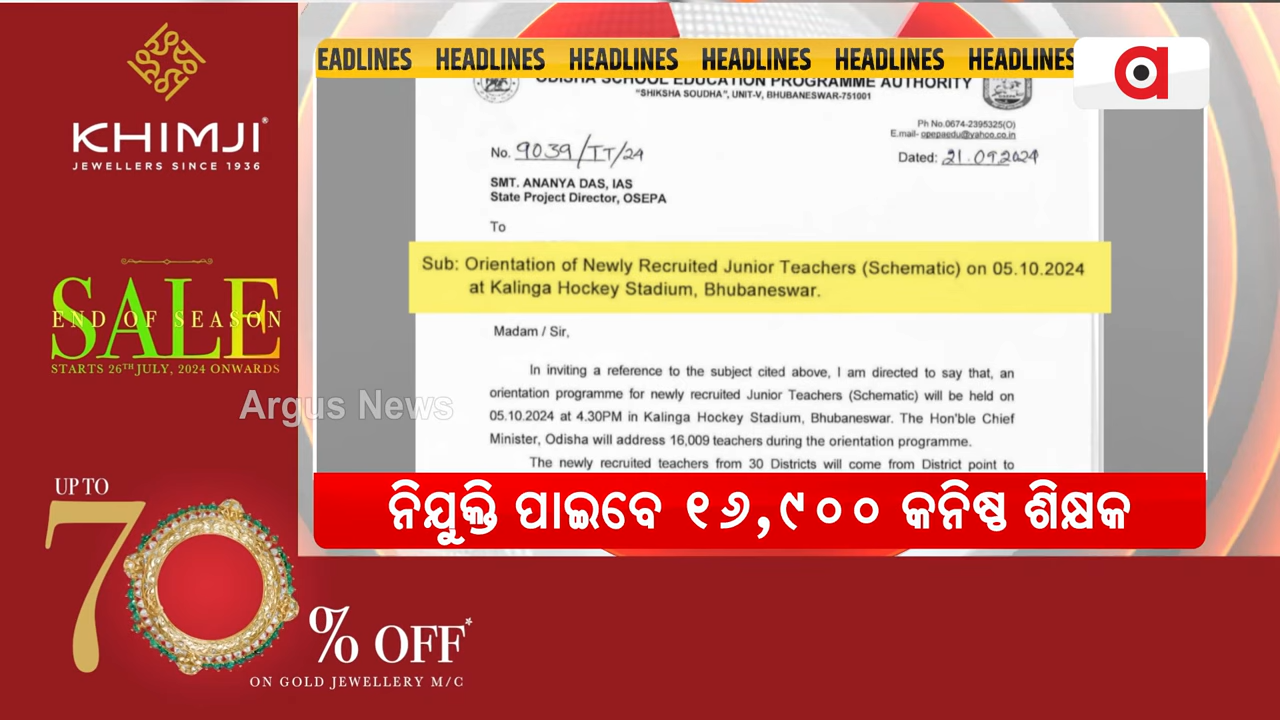 KHIMJI®
JEWELLERS SINCE 1936
SALE
END OF SEASON
STARTS 26TH JULY, 2024 ONWARDS
UP TO
70% OFF*
ON GOLD JEWELLERY M/C
EADLINES HEADLINES HEADLINES HEADLINES HEADLINES HEADLINES
a
ODISHA SCHOOL EDUCATION PROGRAMME AUTHORITY
"SHIKSHA SOUDHA", UNIT-V, BHUBANESWAR-751001
Ph No.0674-2395325(O)
E.mail- opepaedu@yahoo.co.in
No. 9039/TT/24 Dated: 21.09.2024
SMT. ANANYA DAS, IAS
State Project Director, OSEPA
To
Sub: Orientation of Newly Recruited Junior Teachers (Schematic) on 05.10.2024
at Kalinga Hockey Stadium, Bhubaneswar.
Madam / Sir,
In inviting a reference to the subject cited above, I am directed to say that, an
orientation programme for newly recruited Junior Teachers (Schematic) will be held on
05.10.2024 at 4.30PM in Kalinga Hockey Stadium, Bhubaneswar. The Hon'ble Chief
Minister, Odisha will address 16,009 teachers during the orientation programme.
The newly recruited teachers from 30 Districts will come from District point to
Argus News
ନିଯୁକ୍ତି ପାଇବେ ୧୬,୯୦୦ କନିଷ୍ଠ ଶିକ୍ଷକ